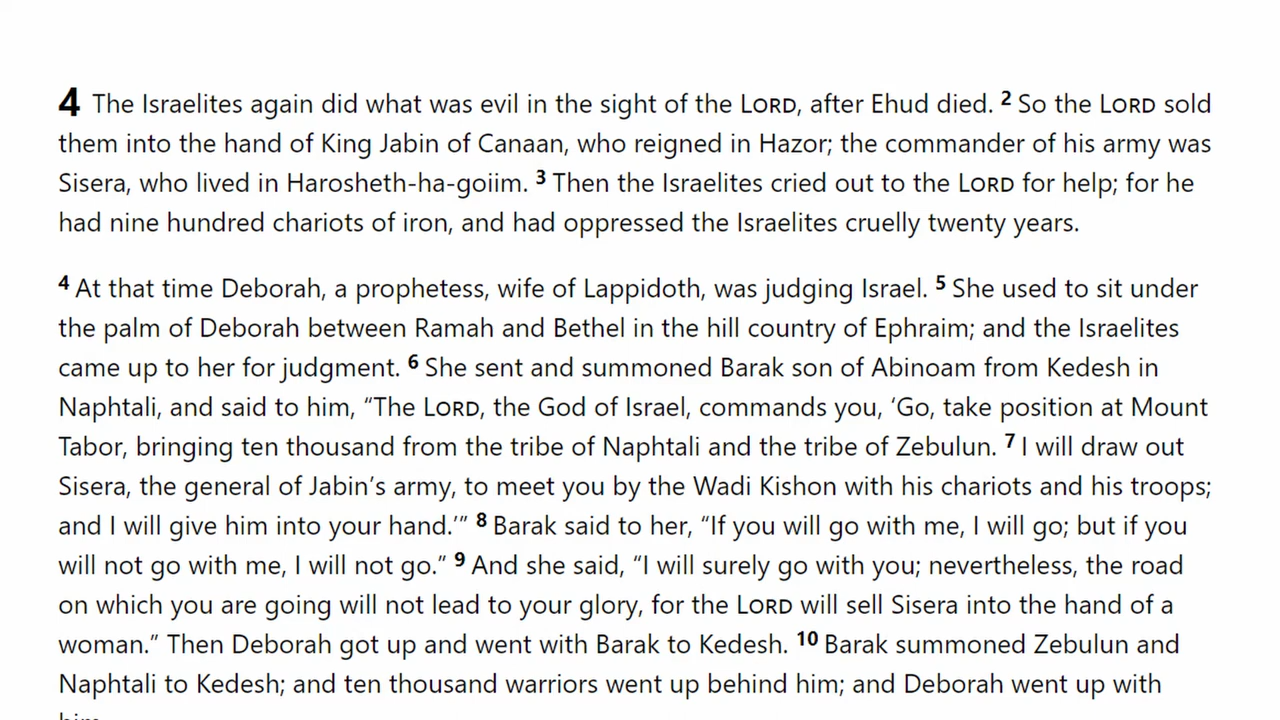 4 The Israelites again did what was evil in the sight of the LORD, after Ehud died. 2 So the LORD sold
them into the hand of King Jabin of Canaan, who reigned in Hazor; the commander of his army was
Sisera, who lived in Harosheth-ha-goiim. 3 Then the Israelites cried out to the LORD for help; for he
had nine hundred chariots of iron, and had oppressed the Israelites cruelly twenty years.
4 At that time Deborah, a prophetess, wife of Lappidoth, was judging Israel. 5 She used to sit under
the palm of Deborah between Ramah and Bethel in the hill country of Ephraim; and the Israelites
came up to her for judgment. 6 She sent and summoned Barak son of Abinoam from Kedesh in
Naphtali, and said to him, “The LORD, the God of Israel, commands you, ‘Go, take position at Mount
Tabor, bringing ten thousand from the tribe of Naphtali and the tribe of Zebulun. 7 I will draw out
Sisera, the general of Jabin’s army, to meet you by the Wadi Kishon with his chariots and his troops;
and I will give him into your hand.’” 8 Barak said to her, “If you will go with me, I will go; but if you
will not go with me, I will not go.” 9 And she said, “I will surely go with you; nevertheless, the road
on which you are going will not lead to your glory, for the LORD will sell Sisera into the hand of a
woman.” Then Deborah got up and went with Barak to Kedesh. 10 Barak summoned Zebulun and
Naphtali to Kedesh; and ten thousand warriors went up behind him; and Deborah went up with